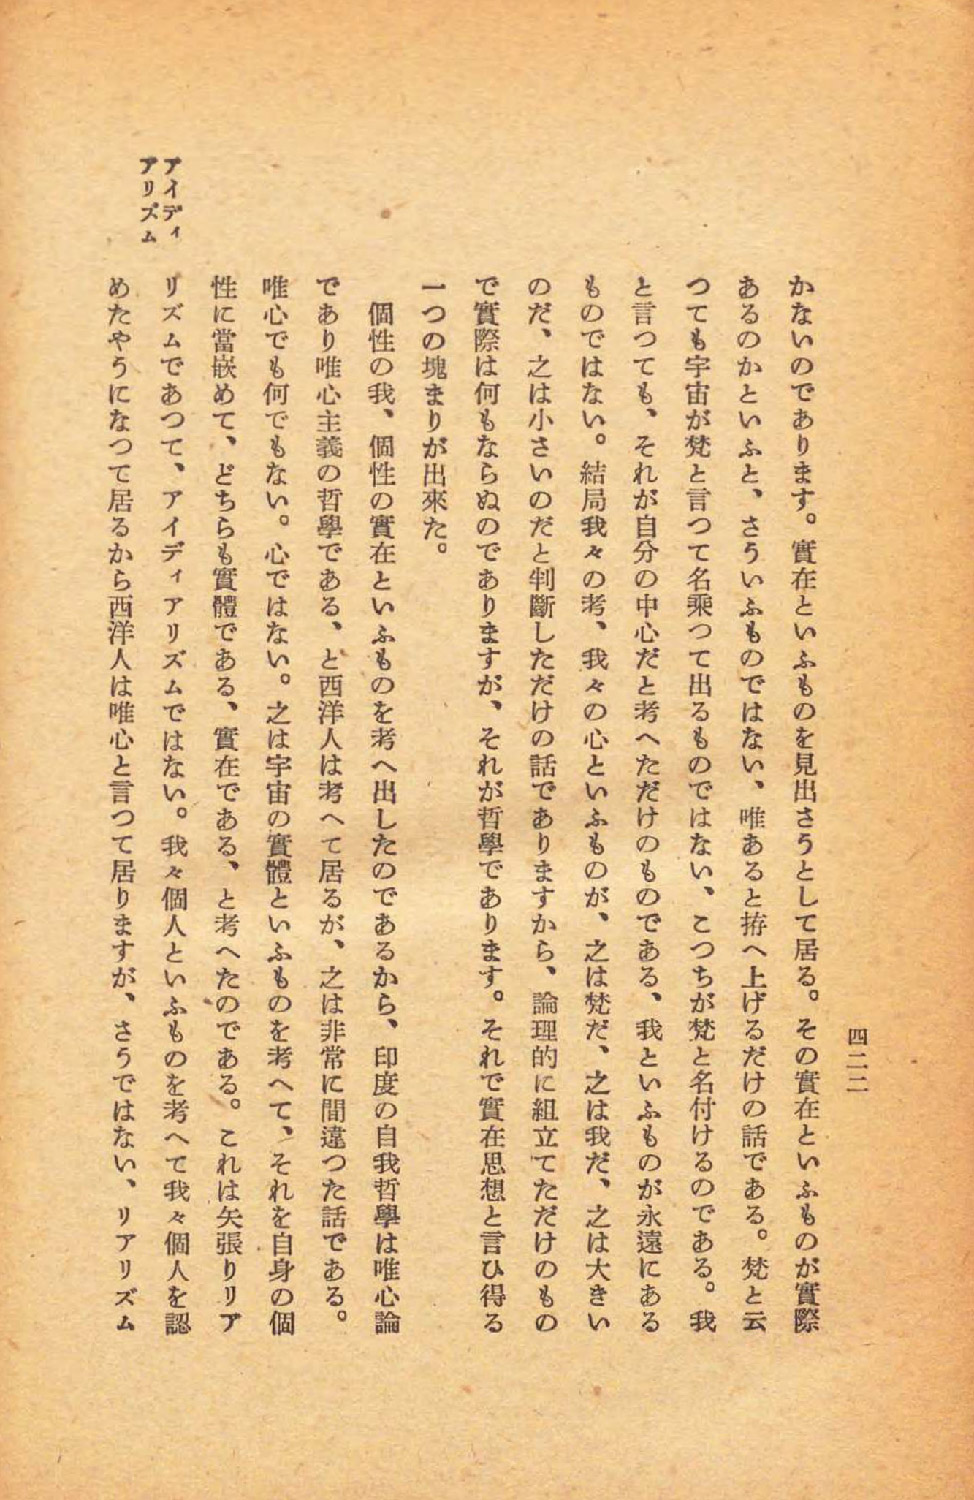 四二二
かないのであります。實在といふものを見出さうとして居る。その實在といふものが實際
あるのかといふと、さういふものではない、唯あると拵へ上げるだけの話である。梵と云
つても宇宙が梵と言つて名乘つて出るものではない、こつちが梵と名付けるのである。我
と言つても、それが自分の中心だと考へただけのものである、我といふものが永遠にある
ものではない。結局我々の考、我々の心といふものが、之は梵だ、之は我だ、之は大きい
のだ、之は小さいのだと判斷しただけの話でありますから、論理的に組立てただけのもの
で實際は何もならぬのでありますが、それが哲學であります。それで實在思想と言ひ得る
一つの塊まりが出來た。
個性の我、個性の實在といふものを考へ出したのであるから、印度の自我哲學は唯心論
であり唯心主義の哲學である、と西洋人は考へて居るが、之は非常に間違つた話である。
唯心でも何でもない。心ではない。之は宇宙の實體といふものを考へて、それを自身の個
性に當嵌めて、どちらも實體である、實在である、と考へたのである。これは矢張りリア
リズムであつて、アイディアリズムではない。我々個人といふものを考へて我々個人を認
めたやうになつて居るから西洋人は唯心と言つて居りますが、さうではない、リアリズム
アイディ
アリズム